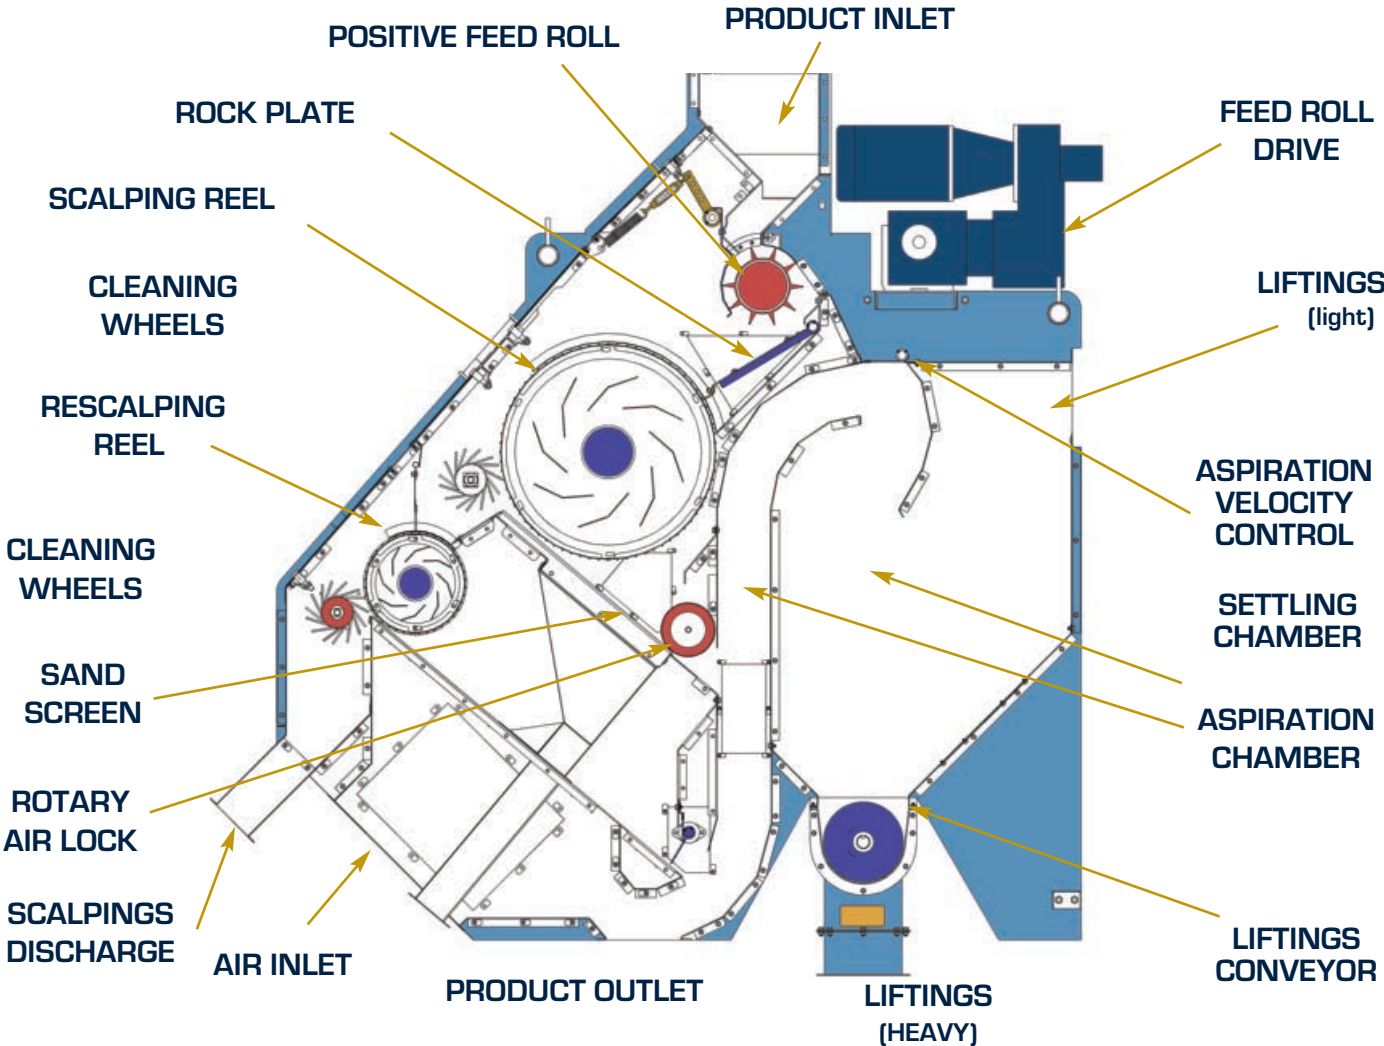 PRODUCT INLET
POSITIVE FEED ROLL
ROCK PLATE
FEED ROLL
DRIVE
SCALPING REEL
CLEANING
WHEELS
LIFTINGS
(light)
RESCALPING
REEL
ASPIRATION
VELOCITY
CONTROL
CLEANING
WHEELS
SETTLING
CHAMBER
SAND
SCREEN
ASPIRATION
CHAMBER
ROTARY
AIR LOCK
SCALPINGS
DISCHARGE
AIR INLET
PRODUCT OUTLET
LIFTINGS
(HEAVY)
LIFTINGS
CONVEYOR